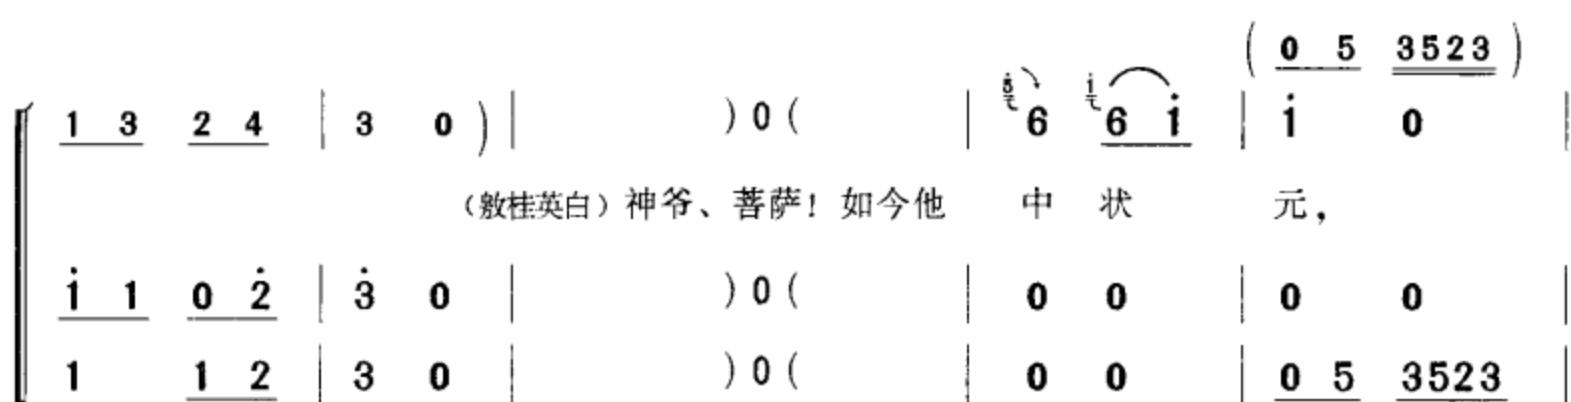 ( 0 5 3523 )
1 3 2 4 | 3 0 ) | ) 0 ( | 6 6 i | i 0 |
(敫桂英白) 神爷、菩萨! 如今他 中 状 元,
i 1 0 2 | 3 0 | ) 0 ( | 0 0 | 0 0 |
1 1 2 | 3 0 | ) 0 ( | 0 0 | 0 5 3523